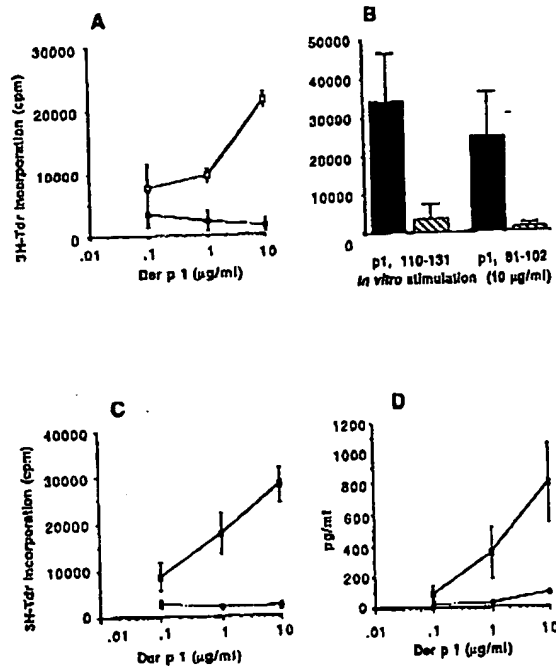 A
3H-Tdr Incorporation (cpm)
30000
20000
10000
0
.01 .1 1 10
Der p 1 (µg/ml)
B
50000
40000
30000
20000
10000
0
p1, 110-131 p1, 81-102
In vitro stimulation (10 µg/ml)
C
3H-Tdr Incorporation (cpm)
40000
30000
20000
10000
0
.01 .1 1 10
Der p 1 (µg/ml)
D
pg/ml
1200
1000
800
600
400
200
0
.01 .1 1 10
Der p 1 (µg/ml)